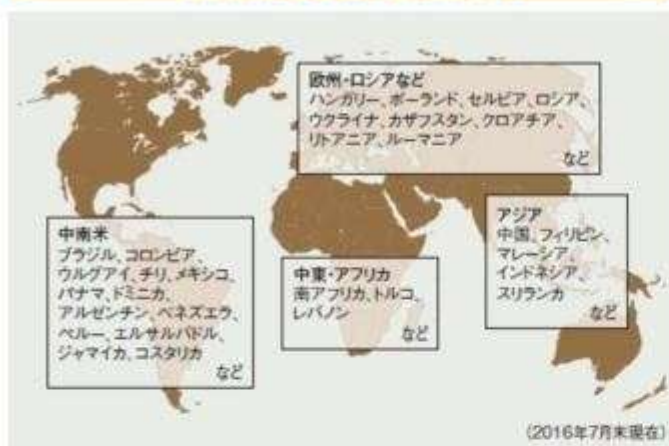 欧州・ロシアなど
ハンガリー、ポーランド、セルビア、ロシア、
ウクライナ、カザフスタン、クロアチア、
リトアニア、ルーマニア
など
中南米
ブラジル、コロンビア、
ウルグアイ、チリ、メキシコ、
パナマ、ドミニカ、
アルゼンチン、ベネズエラ、
ペルー、エルサルバドル、
ジャマイカ、コスタリカ
など
中東・アフリカ
南アフリカ、トルコ、
レバノン
など
アジア
中国、フィリピン、
マレーシア、
インドネシア、
スリランカ
など
(2016年7月末現在)